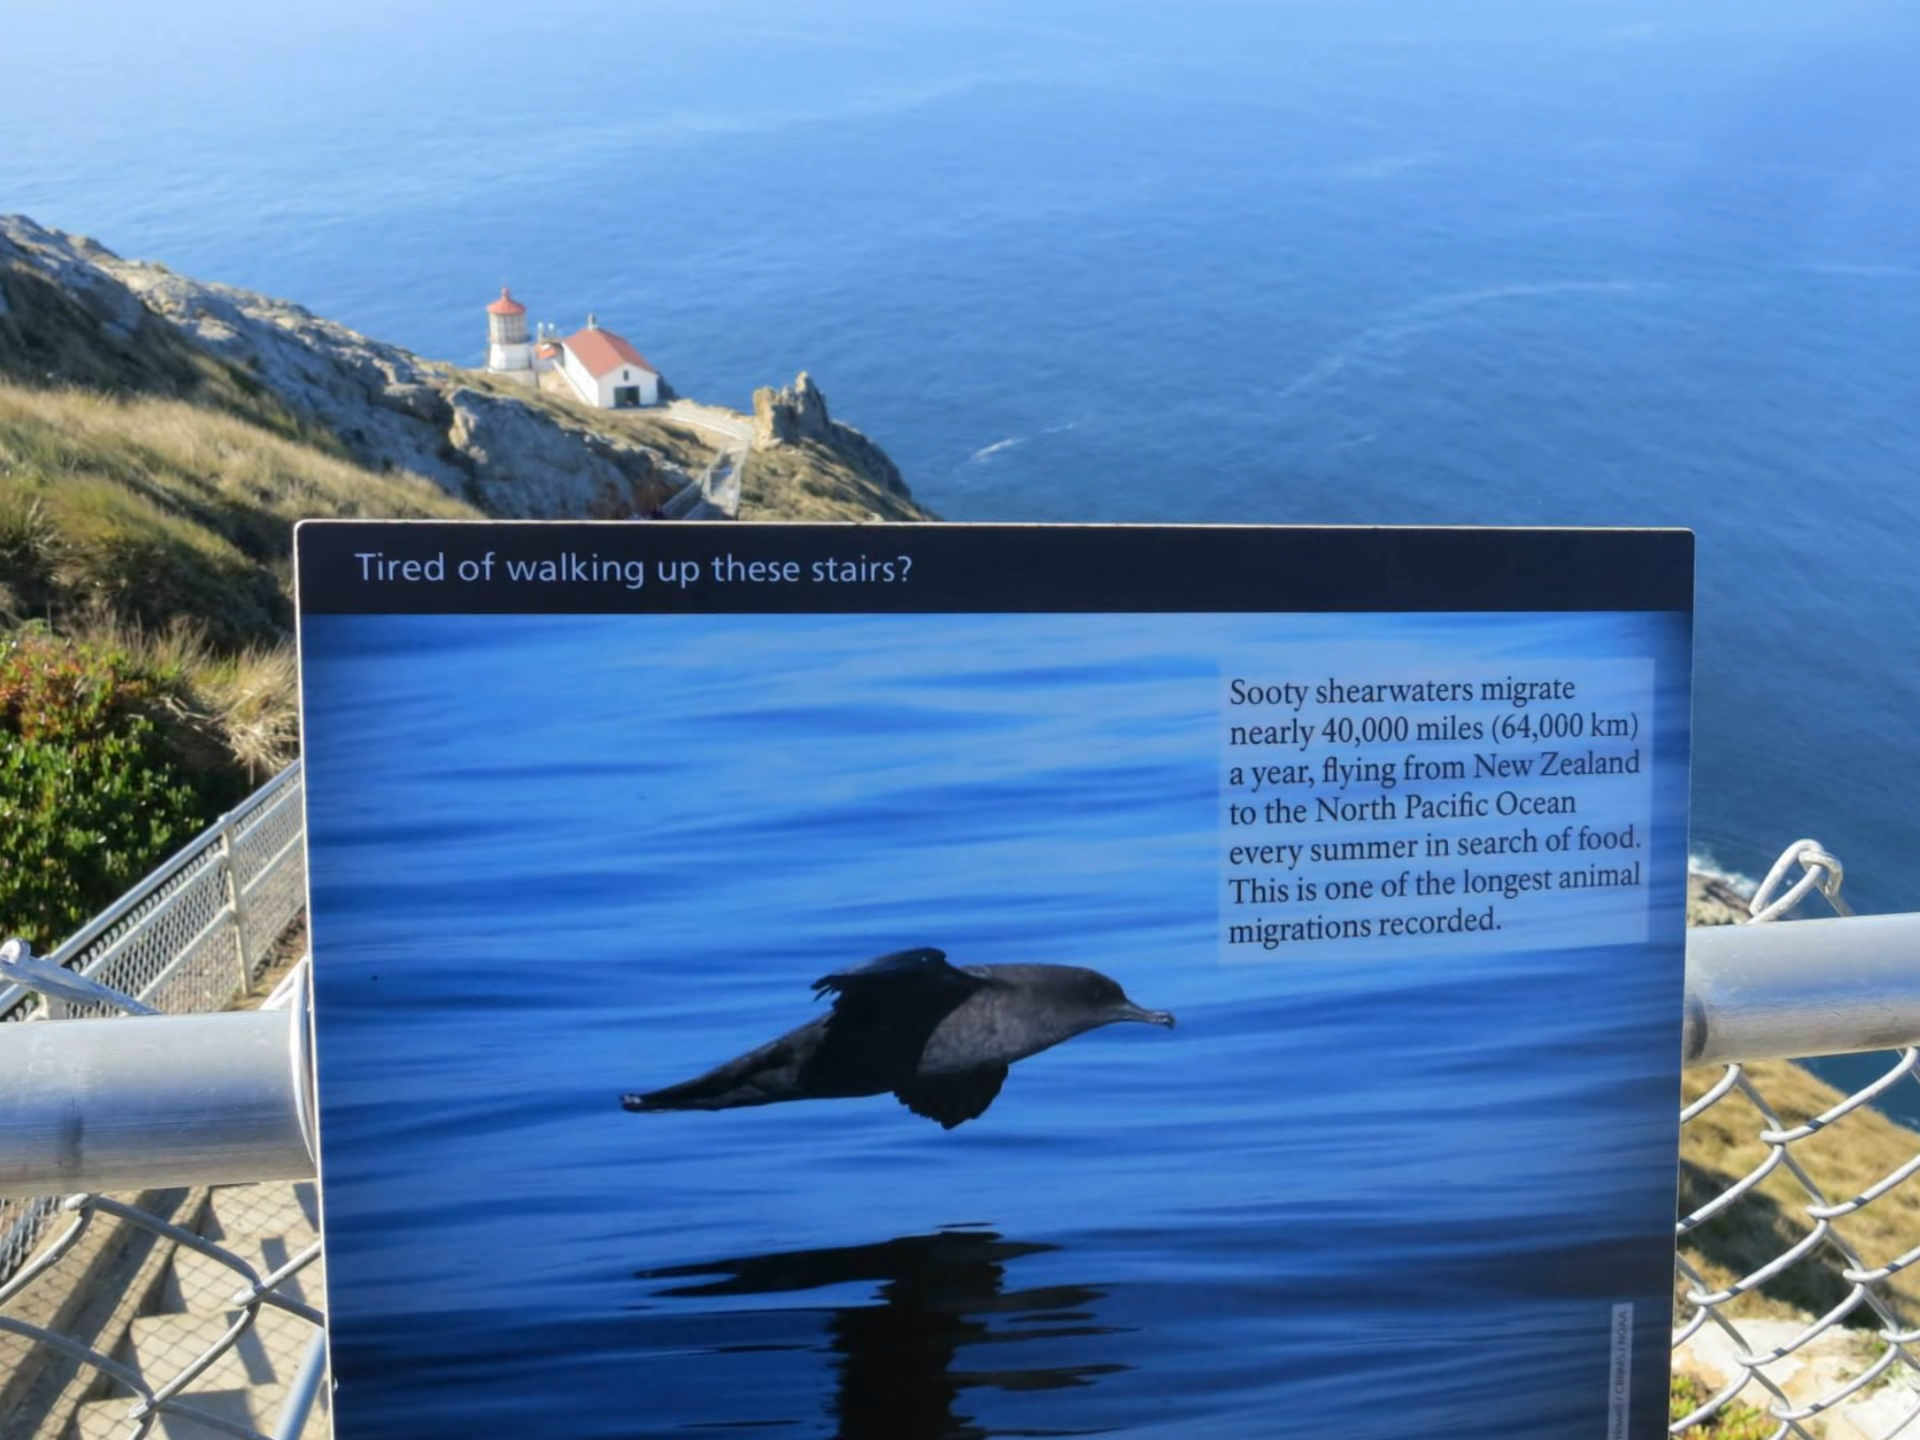 Tired of walking up these stairs?
Sooty shearwaters migrate
nearly 40,000 miles (64,000 km)
a year, flying from New Zealand
to the North Pacific Ocean
every summer in search of food.
This is one of the longest animal
migrations recorded.
/ CBNMS / NOAA